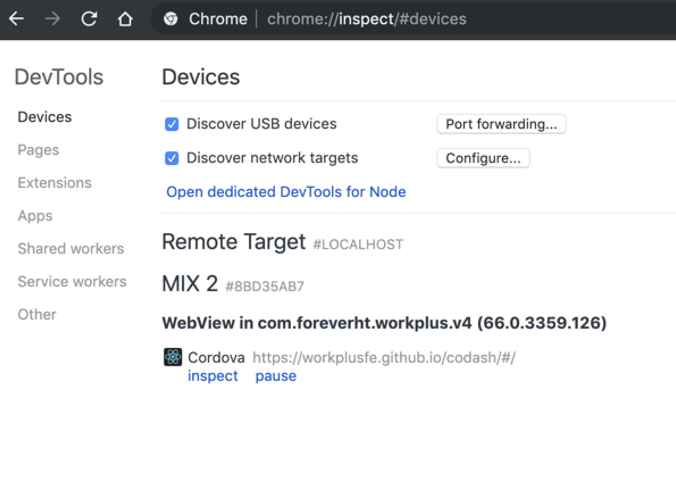 Chrome | chrome://inspect/#devices
DevTools
Devices
Pages
Extensions
Apps
Shared workers
Service workers
Other
Devices
Discover USB devices
Port forwarding...
Discover network targets
Configure...
Open dedicated DevTools for Node
Remote Target #LOCALHOST
MIX 2 #8BD35AB7
WebView in com.foreverht.workplus.v4 (66.0.3359.126)
Cordova https://workplusfe.github.io/codash/#/
inspect pause